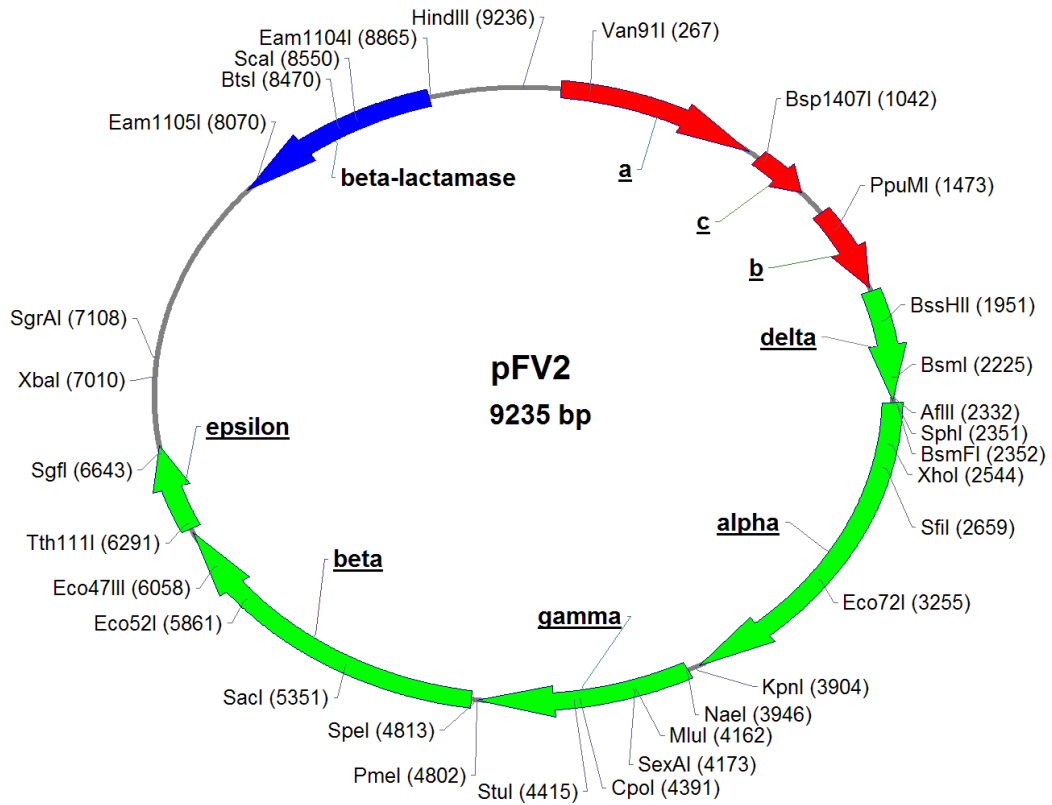 HindIII (9236)
Van91I (267)
Eam1104I (8865)
ScaI (8550)
BtsI (8470)
Bsp1407I (1042)
Eam1105I (8070)
beta-lactamase
a
c
PpuMI (1473)
b
BssHII (1951)
delta
SgrAI (7108)
pFV2
BsmI (2225)
XbaI (7010)
9235 bp
AflII (2332)
SphI (2351)
epsilon
BsmFI (2352)
SgfI (6643)
XhoI (2544)
alpha
SfiI (2659)
Tth111I (6291)
beta
Eco47III (6058)
Eco72I (3255)
Eco52I (5861)
gamma
SacI (5351)
KpnI (3904)
NaeI (3946)
SpeI (4813)
MluI (4162)
SexAI (4173)
PmeI (4802)
StuI (4415)
CpoI (4391)